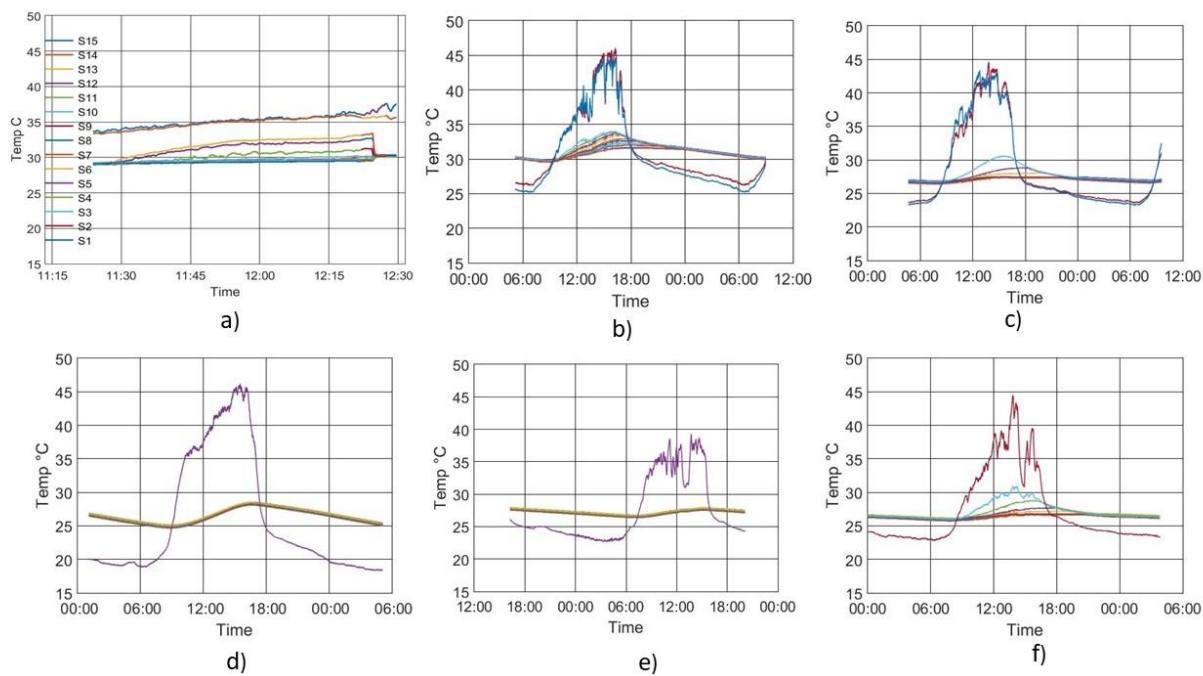 50
45
40
35
30
25
20
15
Temp C
S15
S14
S13
S12
S11
S10
S9
S8
S7
S6
S5
S4
S3
S2
S1
11:15 11:30 11:45 12:00 12:15 12:30
Time
a)
50
45
40
35
30
25
20
15
Temp °C
00:00 06:00 12:00 18:00 00:00 06:00 12:00
Time
b)
50
45
40
35
30
25
20
15
Temp °C
00:00 06:00 12:00 18:00 00:00 06:00 12:00
Time
c)
50
45
40
35
30
25
20
15
Temp °C
00:00 06:00 12:00 18:00 00:00 06:00
Time
d)
50
45
40
35
30
25
20
15
Temp °C
12:00 18:00 00:00 06:00 12:00 18:00 00:00
Time
e)
50
45
40
35
30
25
20
15
Temp °C
00:00 06:00 12:00 18:00 00:00 06:00
Time
f)